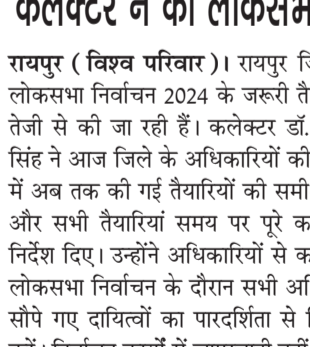 कलेक्टर ने की लोकसभ
रायपुर ( विश्व परिवार )। रायपुर
लोकसभा निर्वाचन 2024 के जरूरी
तेजी से की जा रही हैं। कलेक्टर डॉ.
सिंह ने आज जिले के अधिकारियों की
में अब तक की गई तैयारियों की
और सभी तैयारियां समय पर पूरे
निर्देश दिए। उन्होंने अधिकारियों से
लोकसभा निर्वाचन के दौरान सभी
सौपे गए दायित्वों का पारदर्शिता से